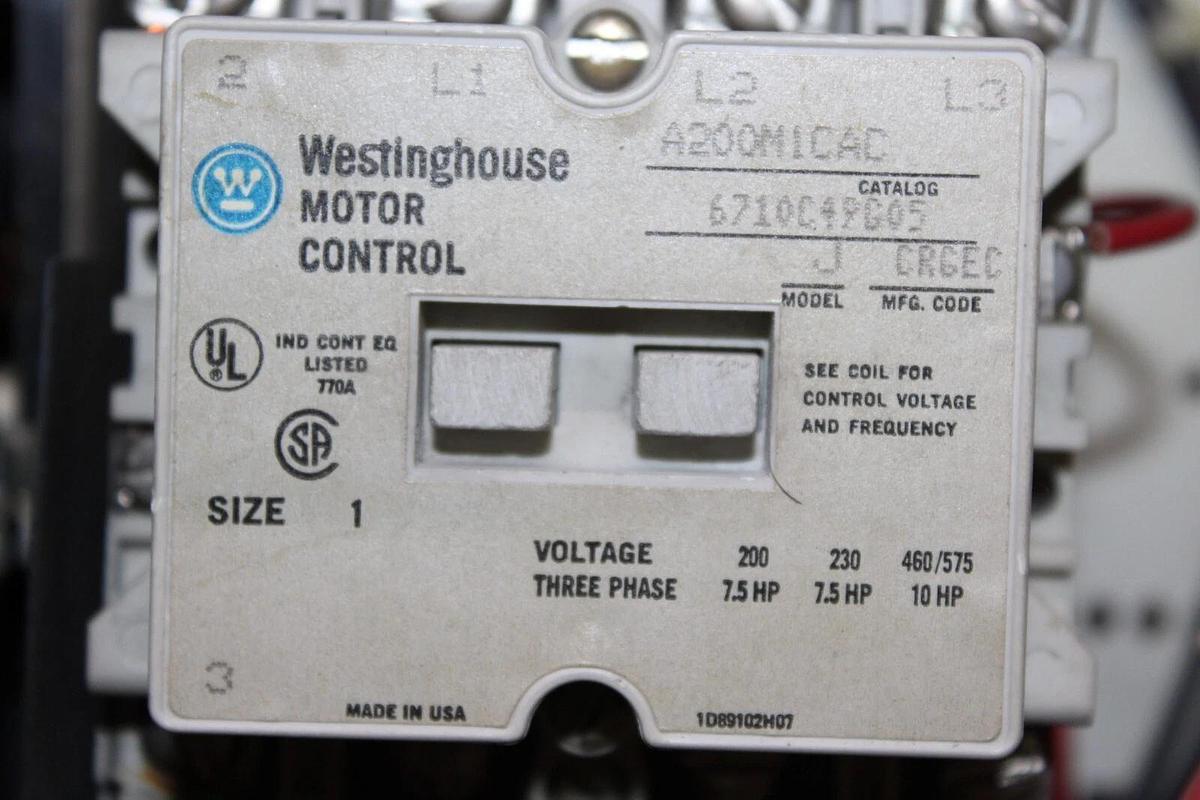 2 L1 L2 L3
Westinghouse
MOTOR
CONTROL
A200M1CAC
CATALOG
6710C49G05
J CRGEC
MODEL MFG. CODE
UL
IND CONT EQ
LISTED
770A
SA
SEE COIL FOR
CONTROL VOLTAGE
AND FREQUENCY
SIZE 1
VOLTAGE 200 230 460/575
THREE PHASE 7.5 HP 7.5 HP 10 HP
3
MADE IN USA 1D89102H07